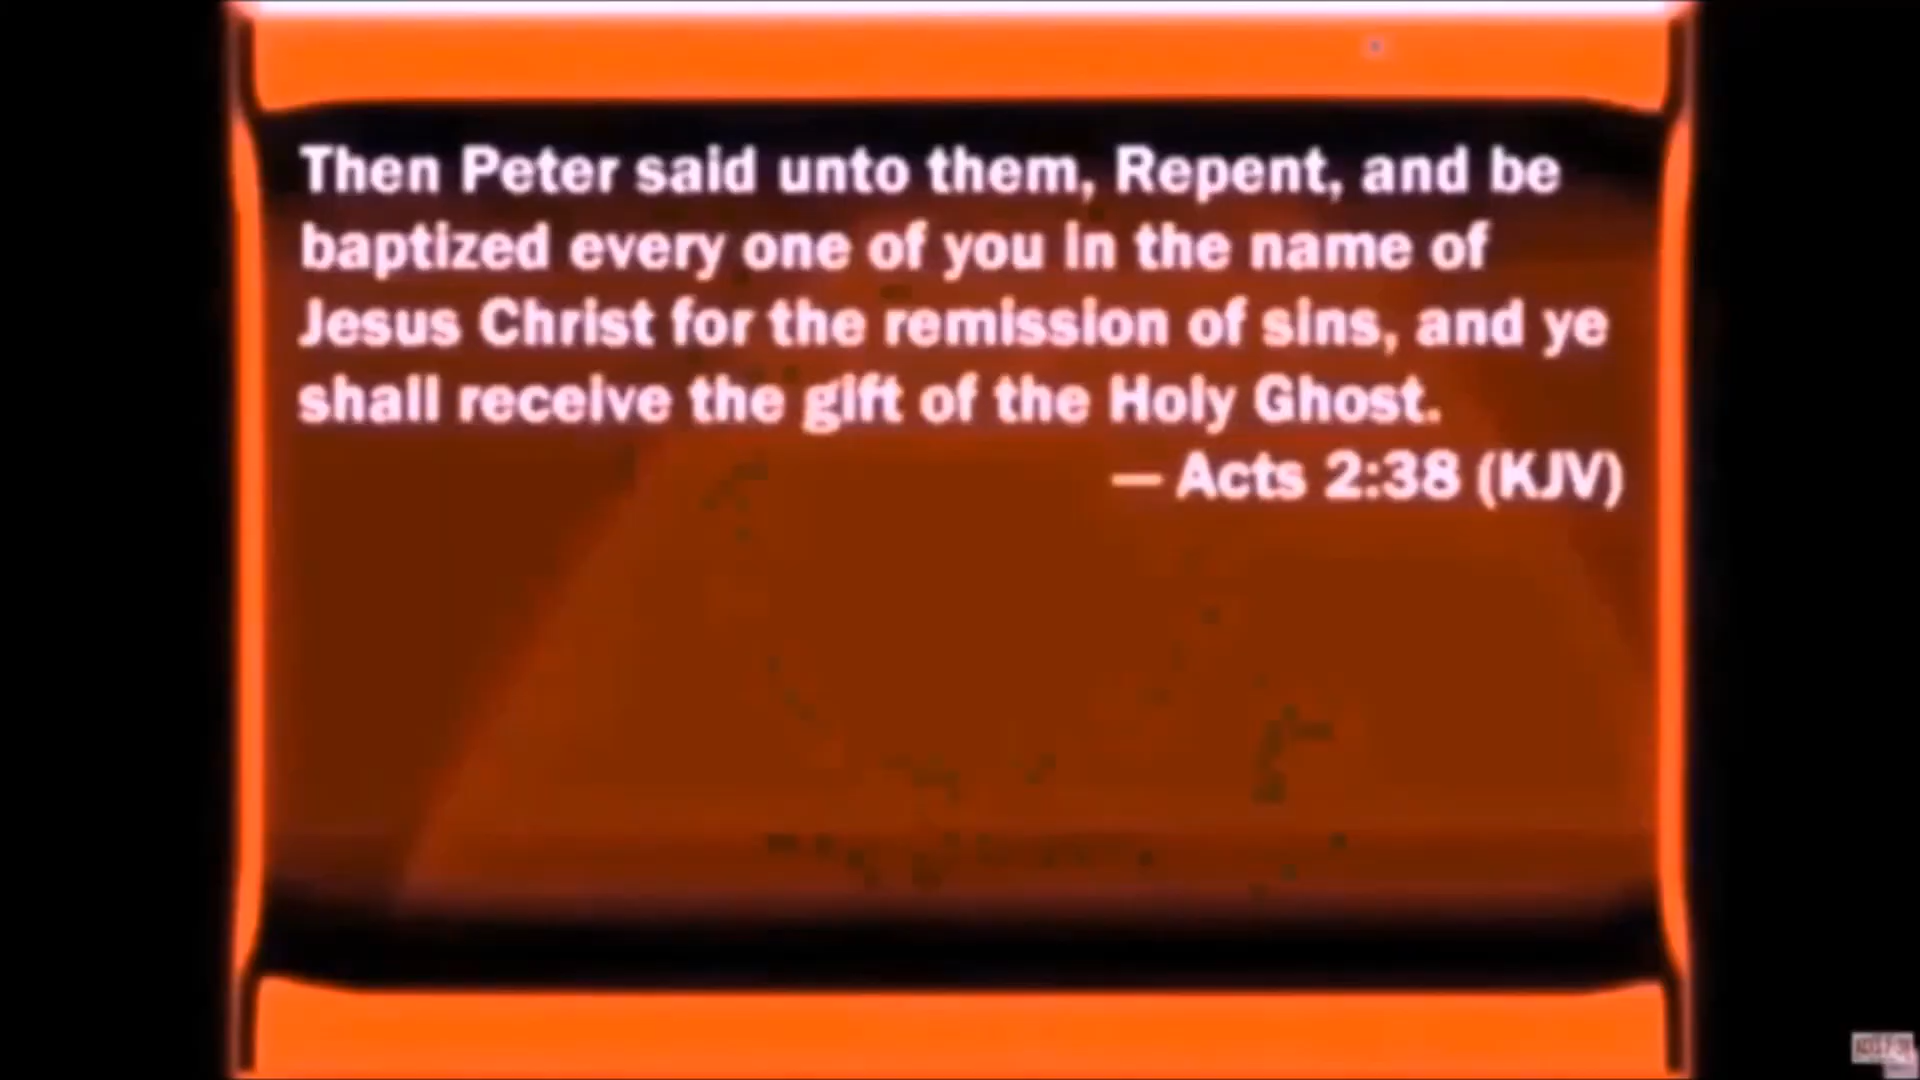 Then Peter said unto them, Repent, and be
baptized every one of you in the name of
Jesus Christ for the remission of sins, and ye
shall receive the gift of the Holy Ghost.
— Acts 2:38 (KJV)